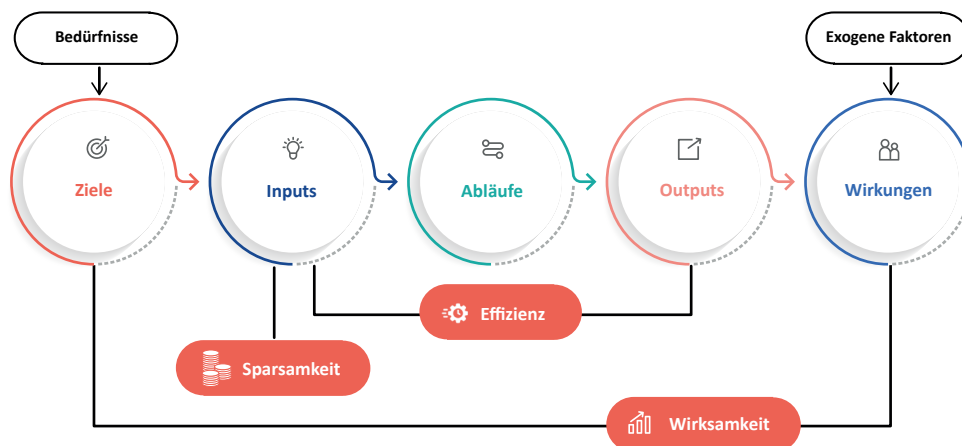 Bedürfnisse
Exogene Faktoren
Ziele
Inputs
Abläufe
Outputs
Wirkungen
Effizienz
Sparsamkeit
Wirksamkeit